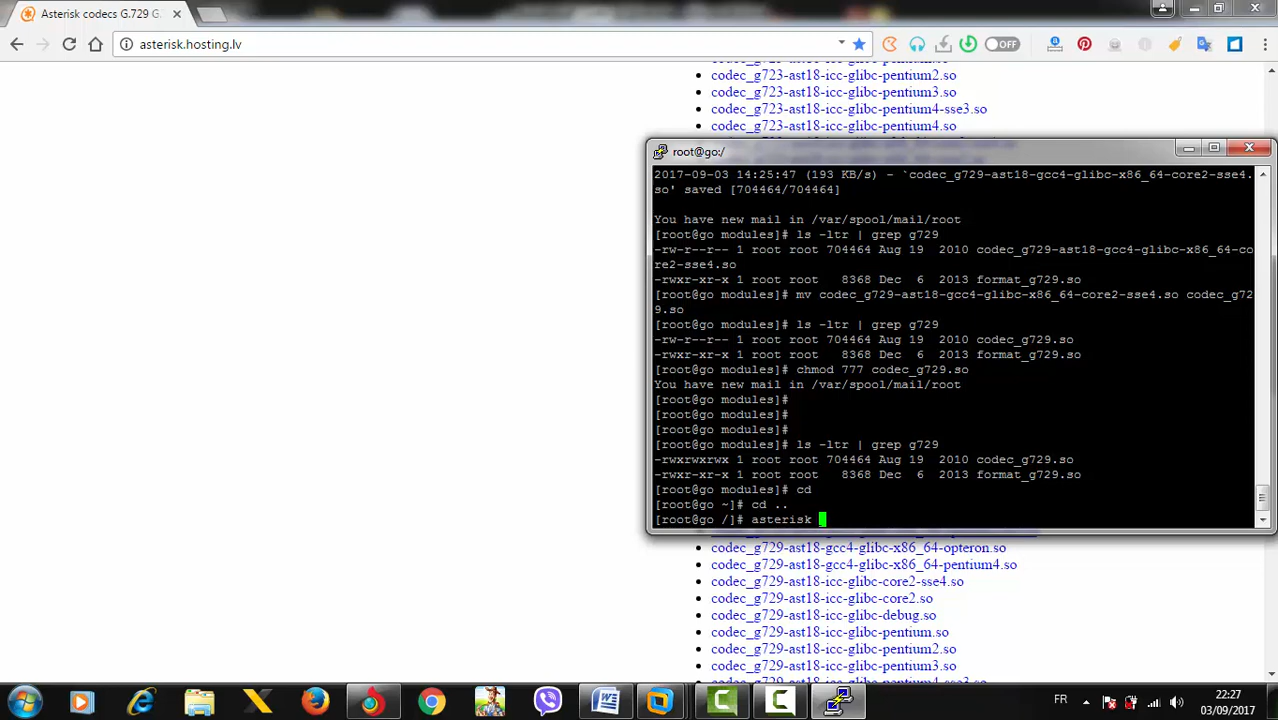 Asterisk codecs G.729 G.
asterisk.hosting.lv
OFF
codec_g723-ast18-icc-glibc-pentium2.so
codec_g723-ast18-icc-glibc-pentium3.so
codec_g723-ast18-icc-glibc-pentium4-sse3.so
codec_g723-ast18-icc-glibc-pentium4.so
root@go:/
2017-09-03 14:25:47 (193 KB/s) - `codec_g729-ast18-gcc4-glibc-x86_64-core2-sse4.
so' saved [704464/704464]
You have new mail in /var/spool/mail/root
[root@go modules]# ls -ltr | grep g729
-rw-r--r-- 1 root root 704464 Aug 19  2010 codec_g729-ast18-gcc4-glibc-x86_64-co
re2-sse4.so
-rwxr-xr-x 1 root root   8368 Dec  6  2013 format_g729.so
[root@go modules]# mv codec_g729-ast18-gcc4-glibc-x86_64-core2-sse4.so codec_g72
9.so
[root@go modules]# ls -ltr | grep g729
-rw-r--r-- 1 root root 704464 Aug 19  2010 codec_g729.so
-rwxr-xr-x 1 root root   8368 Dec  6  2013 format_g729.so
[root@go modules]# chmod 777 codec_g729.so
You have new mail in /var/spool/mail/root
[root@go modules]#
[root@go modules]#
[root@go modules]#
[root@go modules]# ls -ltr | grep g729
-rwxrwxrwx 1 root root 704464 Aug 19  2010 codec_g729.so
-rwxr-xr-x 1 root root   8368 Dec  6  2013 format_g729.so
[root@go modules]# cd
[root@go ~]# cd ..
[root@go /]# asterisk
codec_g729-ast18-gcc4-glibc-x86_64-opteron.so
codec_g729-ast18-gcc4-glibc-x86_64-pentium4.so
codec_g729-ast18-icc-glibc-core2-sse4.so
codec_g729-ast18-icc-glibc-core2.so
codec_g729-ast18-icc-glibc-debug.so
codec_g729-ast18-icc-glibc-pentium.so
codec_g729-ast18-icc-glibc-pentium2.so
codec_g729-ast18-icc-glibc-pentium3.so
FR
22:27
03/09/2017